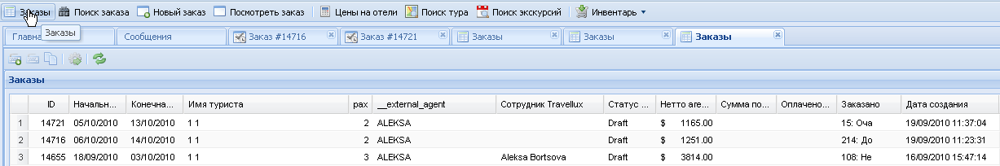 Заказы Поиск заказа Новый заказ Посмотреть заказ Цены на отели Поиск тура Поиск экскурсий Инвентарь
Главна Сообщения Заказ #14716 Заказ #14721 Заказы Заказы Заказы
Заказы
Заказы
ID Начальн... Конечна... Имя туриста pax __external_agent Сотрудник Travellux Статус ... Нетто аге... Сумма по... Оплачено... Заказано Дата создания
1 14721 05/10/2010 13/10/2010 1 1 2 ALEKSA Draft $ 1165.00 15: Оча 19/09/2010 11:37:04
2 14716 06/10/2010 14/10/2010 1 1 2 ALEKSA Draft $ 1251.00 214: До 19/09/2010 11:23:31
3 14655 18/09/2010 03/10/2010 1 1 3 ALEKSA Aleksa Bortsova Draft $ 3814.00 108: Не 16/09/2010 15:47:14